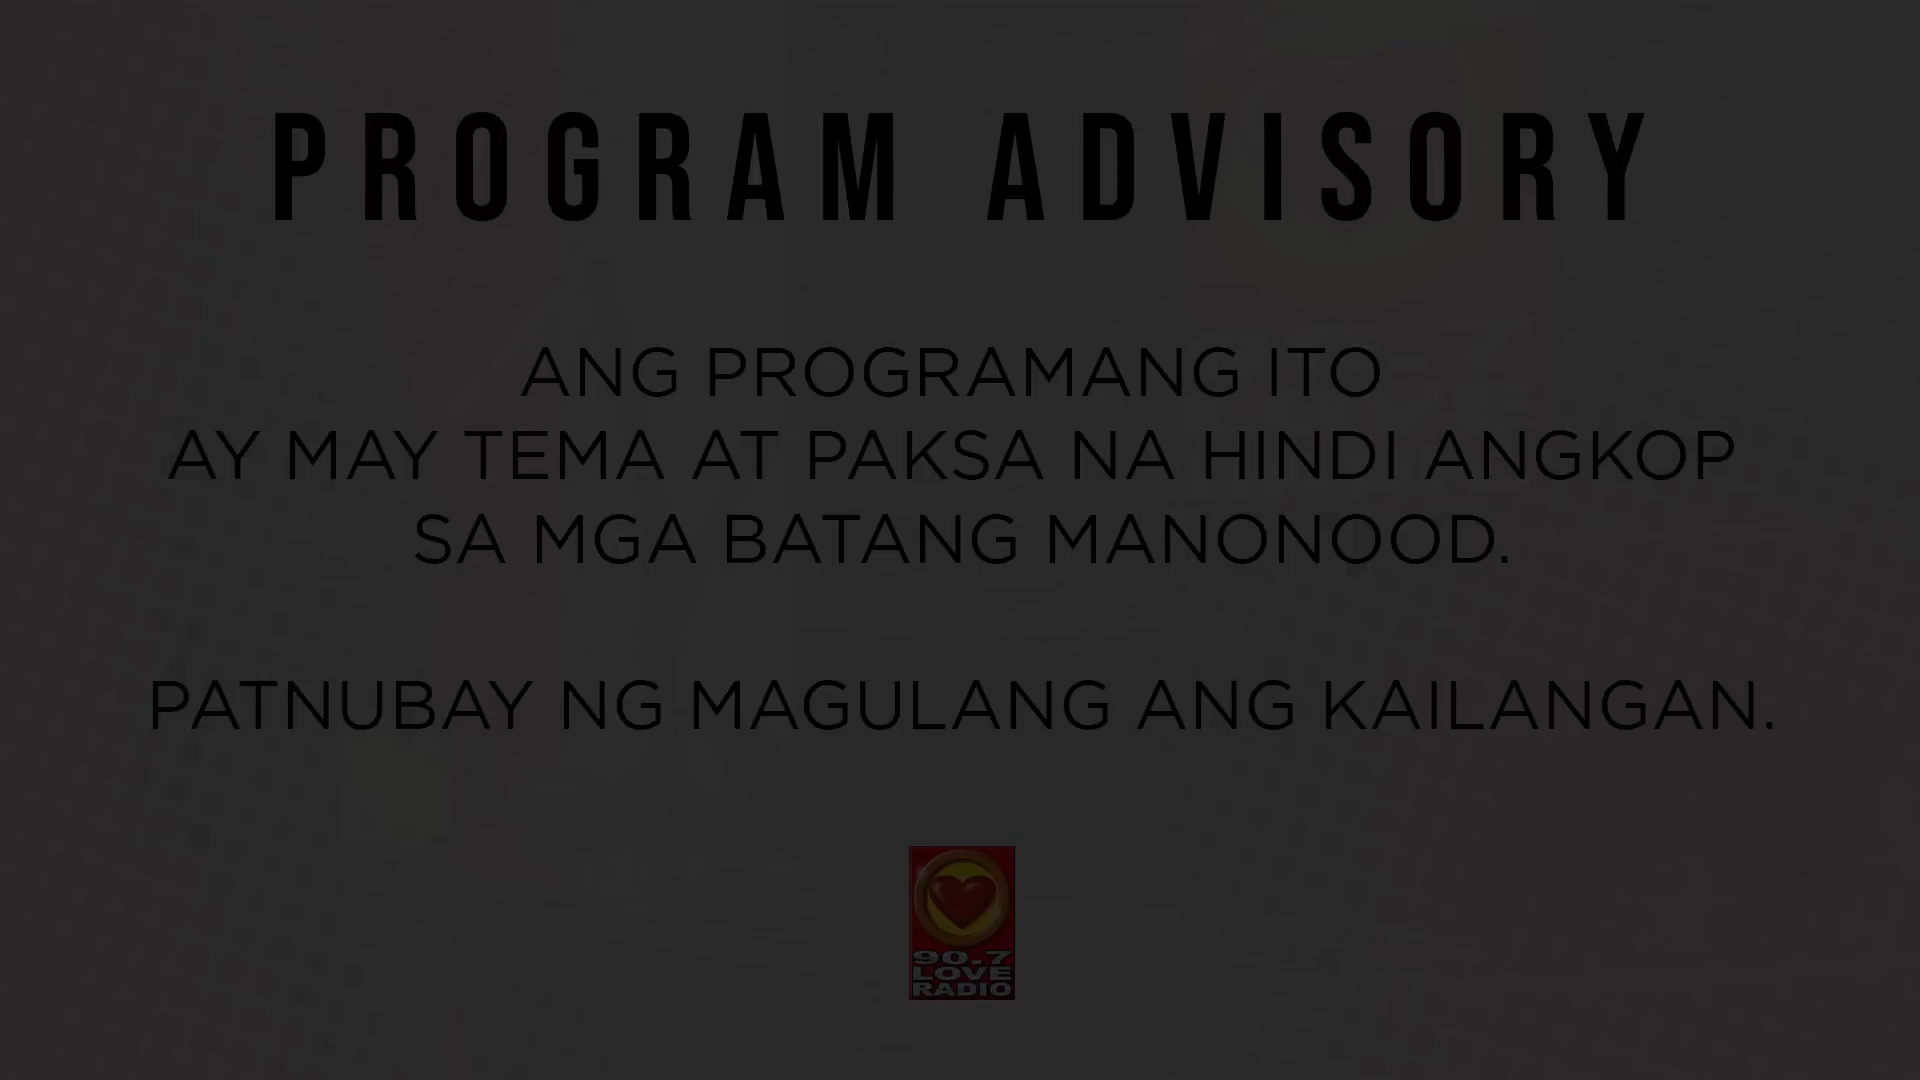 PROGRAM ADVISORY
ANG PROGRAMANG ITO
AY MAY TEMA AT PAKSA NA HINDI ANGKOP
SA MGA BATANG MANONOOD.
PATNUBAY NG MAGULANG ANG KAILANGAN.
90.7
LOVE
RADIO